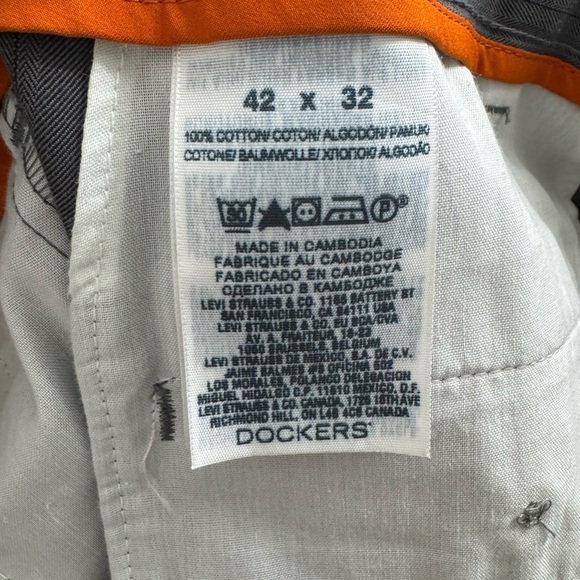 42 x 32
100% COTTON/ COTON/ ALGODÓN/ PAMUK/
COTONE/ BAUMWOLLE/ ХЛОПОК/ ALGODÃO
30 P
MADE IN CAMBODIA
FABRIQUE AU CAMBODGE
FABRICADO EN CAMBOYA
СДЕЛАНО В КАМБОДЖЕ
LEVI STRAUSS & CO. 1155 BATTERY ST
SAN FRANCISCO, CA 94111 USA
LEVI STRAUSS & CO. EU SCA/CVA
AV. A. FRAITEUR, 15-23
1050 BRUSSELS, BELGIUM
LEVI STRAUSS DE MEXICO, S.A. DE C.V.
JAIME BALMES #8 OFICINA 502
LOS MORALES, POLANCO DELEGACION
MIGUEL HIDALGO C.P. 11510 MEXICO, D.F.
LEVI STRAUSS & CO. CANADA, 1725 16TH AVE
RICHMOND HILL, ON L4B 4C6 CANADA
DOCKERS®